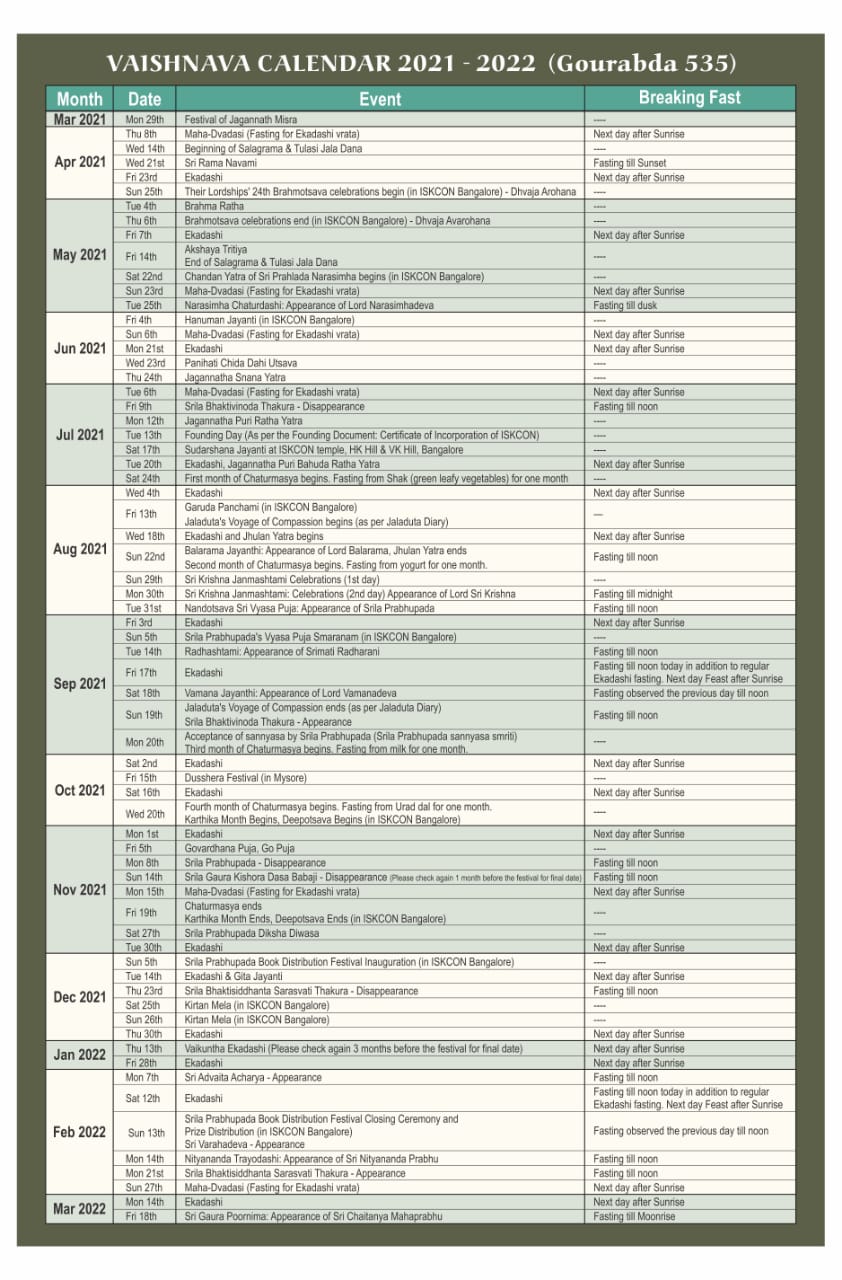 VAISHNAVA CALENDAR 2021 - 2022 (Gourabda 535)
Month Date Event Breaking Fast
Mar 2021 Mon 29th Festival of Jagannath Misra ----
Apr 2021
Thu 8th Maha-Dvadasi (Fasting for Ekadashi vrata) Next day after Sunrise
Wed 14th Beginning of Salagrama & Tulasi Jala Dana ----
Wed 21st Sri Rama Navami Fasting till Sunset
Fri 23rd Ekadashi Next day after Sunrise
Sun 25th Their Lordships' 24th Brahmotsava celebrations begin (in ISKCON Bangalore) - Dhvaja Arohana ----
May 2021
Tue 4th Brahma Ratha ----
Thu 6th Brahmotsava celebrations end (in ISKCON Bangalore) - Dhvaja Avarohana ----
Fri 7th Ekadashi Next day after Sunrise
Fri 14th Akshaya Tritiya ----
End of Salagrama & Tulasi Jala Dana
Sat 22nd Chandan Yatra of Sri Prahlada Narasimha begins (in ISKCON Bangalore) ----
Sun 23rd Maha-Dvadasi (Fasting for Ekadashi vrata) Next day after Sunrise
Tue 25th Narasimha Chaturdashi: Appearance of Lord Narasimhadeva Fasting till dusk
Jun 2021
Fri 4th Hanuman Jayanti (in ISKCON Bangalore) ----
Sun 6th Maha-Dvadasi (Fasting for Ekadashi vrata) Next day after Sunrise
Mon 21st Ekadashi Next day after Sunrise
Wed 23rd Panihati Chida Dahi Utsava ----
Thu 24th Jagannatha Snana Yatra ----
Jul 2021
Tue 6th Maha-Dvadasi (Fasting for Ekadashi vrata) Next day after Sunrise
Fri 9th Srila Bhaktivinoda Thakura - Disappearance Fasting till noon
Mon 12th Jagannatha Puri Ratha Yatra ----
Tue 13th Founding Day (As per the Founding Document: Certificate of Incorporation of ISKCON) ----
Sat 17th Sudarshana Jayanti at ISKCON temple, HK Hill & VK Hill, Bangalore ----
Tue 20th Ekadashi, Jagannatha Puri Bahuda Ratha Yatra Next day after Sunrise
Sat 24th First month of Chaturmasya begins. Fasting from Shak (green leafy vegetables) for one month ----
Aug 2021
Wed 4th Ekadashi Next day after Sunrise
Fri 13th Garuda Panchami (in ISKCON Bangalore) —
Jaladuta's Voyage of Compassion begins (as per Jaladuta Diary)
Wed 18th Ekadashi and Jhulan Yatra begins Next day after Sunrise
Sun 22nd Balarama Jayanthi: Appearance of Lord Balarama, Jhulan Yatra ends Fasting till noon
Second month of Chaturmasya begins. Fasting from yogurt for one month.
Sun 29th Sri Krishna Janmashtami Celebrations (1st day) ----
Mon 30th Sri Krishna Janmashtami: Celebrations (2nd day) Appearance of Lord Sri Krishna Fasting till midnight
Tue 31st Nandotsava Sri Vyasa Puja: Appearance of Srila Prabhupada Fasting till noon
Sep 2021
Fri 3rd Ekadashi Next day after Sunrise
Sun 5th Srila Prabhupada's Vyasa Puja Smaranam (in ISKCON Bangalore) ----
Tue 14th Radhashtami: Appearance of Srimati Radharani Fasting till noon
Fri 17th Ekadashi Fasting till noon today in addition to regular
Ekadashi fasting. Next day Feast after Sunrise
Sat 18th Vamana Jayanthi: Appearance of Lord Vamanadeva Fasting observed the previous day till noon
Sun 19th Jaladuta's Voyage of Compassion ends (as per Jaladuta Diary) Fasting till noon
Srila Bhaktivinoda Thakura - Appearance
Mon 20th Acceptance of sannyasa by Srila Prabhupada (Srila Prabhupada sannyasa smriti) ----
Third month of Chaturmasya begins. Fasting from milk for one month.
Oct 2021
Sat 2nd Ekadashi Next day after Sunrise
Fri 15th Dusshera Festival (in Mysore) ----
Sat 16th Ekadashi Next day after Sunrise
Wed 20th Fourth month of Chaturmasya begins. Fasting from Urad dal for one month. ----
Karthika Month Begins, Deepotsava Begins (in ISKCON Bangalore)
Nov 2021
Mon 1st Ekadashi Next day after Sunrise
Fri 5th Govardhana Puja, Go Puja ----
Mon 8th Srila Prabhupada - Disappearance Fasting till noon
Sun 14th Srila Gaura Kishora Dasa Babaji - Disappearance (Please check again 1 month before the festival for final date) Fasting till noon
Mon 15th Maha-Dvadasi (Fasting for Ekadashi vrata) Next day after Sunrise
Fri 19th Chaturmasya ends ----
Karthika Month Ends, Deepotsava Ends (in ISKCON Bangalore)
Sat 27th Srila Prabhupada Diksha Diwasa ----
Tue 30th Ekadashi Next day after Sunrise
Dec 2021
Sun 5th Srila Prabhupada Book Distribution Festival Inauguration (in ISKCON Bangalore) ----
Tue 14th Ekadashi & Gita Jayanti Next day after Sunrise
Thu 23rd Srila Bhaktisiddhanta Sarasvati Thakura - Disappearance Fasting till noon
Sat 25th Kirtan Mela (in ISKCON Bangalore) ----
Sun 26th Kirtan Mela (in ISKCON Bangalore) ----
Thu 30th Ekadashi Next day after Sunrise
Jan 2022
Thu 13th Vaikuntha Ekadashi (Please check again 3 months before the festival for final date) Next day after Sunrise
Fri 28th Ekadashi Next day after Sunrise
Feb 2022
Mon 7th Sri Advaita Acharya - Appearance Fasting till noon
Sat 12th Ekadashi Fasting till noon today in addition to regular
Ekadashi fasting. Next day Feast after Sunrise
Sun 13th Srila Prabhupada Book Distribution Festival Closing Ceremony and
Prize Distribution (in ISKCON Bangalore) Fasting observed the previous day till noon
Sri Varahadeva - Appearance
Mon 14th Nityananda Trayodashi: Appearance of Sri Nityananda Prabhu Fasting till noon
Mon 21st Srila Bhaktisiddhanta Sarasvati Thakura - Appearance Fasting till noon
Sun 27th Maha-Dvadasi (Fasting for Ekadashi vrata) Next day after Sunrise
Mar 2022
Mon 14th Ekadashi Next day after Sunrise
Fri 18th Sri Gaura Poornima: Appearance of Sri Chaitanya Mahaprabhu Fasting till Moonrise